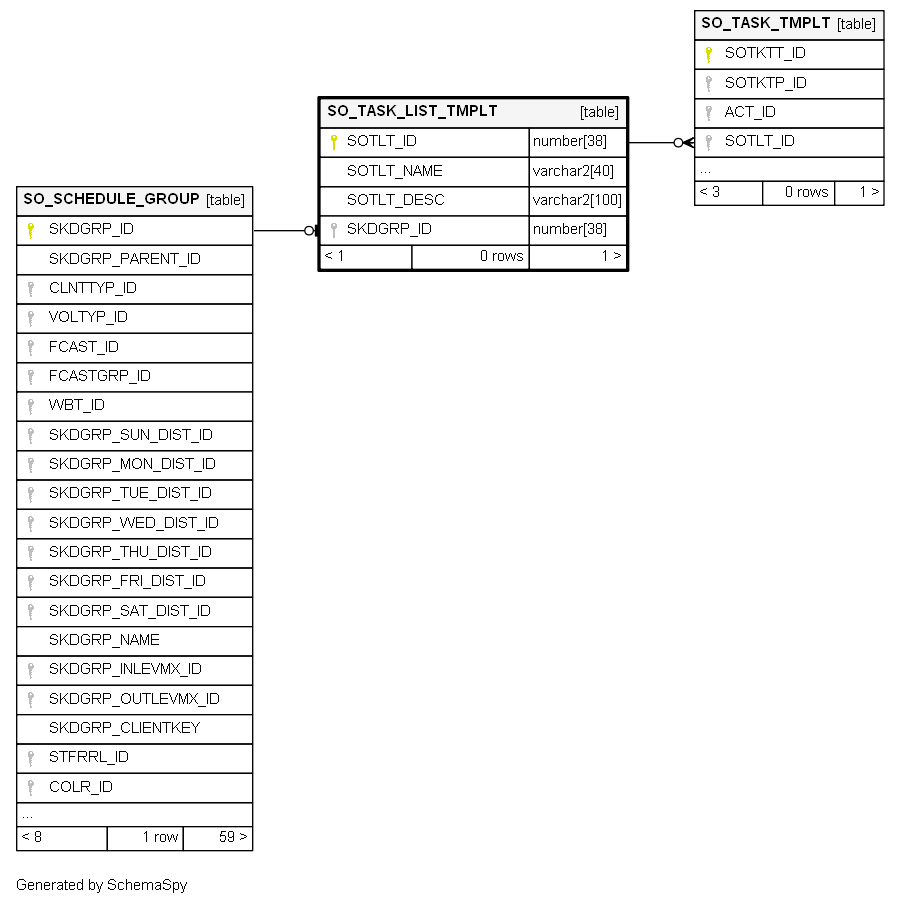 SO_TASK_TMPLT [table]
SOTKTT_ID
SOTKTP_ID
ACT_ID
SOTLT_ID
...
< 3 0 rows 1 >
SO_TASK_LIST_TMPLT [table]
SOTLT_ID number[38]
SOTLT_NAME varchar2[40]
SOTLT_DESC varchar2[100]
SKDGRP_ID number[38]
< 1 0 rows 1 >
SO_SCHEDULE_GROUP [table]
SKDGRP_ID
SKDGRP_PARENT_ID
CLNTTYP_ID
VOLTYP_ID
FCAST_ID
FCASTGRP_ID
WBT_ID
SKDGRP_SUN_DIST_ID
SKDGRP_MON_DIST_ID
SKDGRP_TUE_DIST_ID
SKDGRP_WED_DIST_ID
SKDGRP_THU_DIST_ID
SKDGRP_FRI_DIST_ID
SKDGRP_SAT_DIST_ID
SKDGRP_NAME
SKDGRP_INLEVMX_ID
SKDGRP_OUTLEVMX_ID
SKDGRP_CLIENTKEY
STFRRL_ID
COLR_ID
...
< 8 1 row 59 >
Generated by SchemaSpy